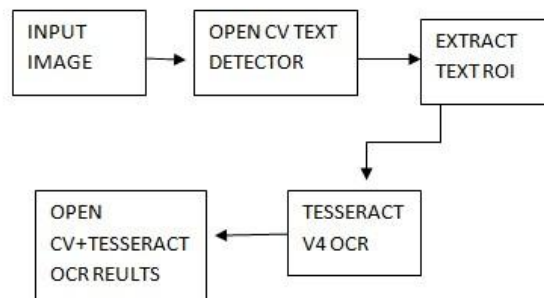 INPUT
IMAGE
OPEN CV TEXT
DETECTOR
EXTRACT
TEXT ROI
TESSERACT
V4 OCR
OPEN
CV+TESSERACT
OCR REULTS